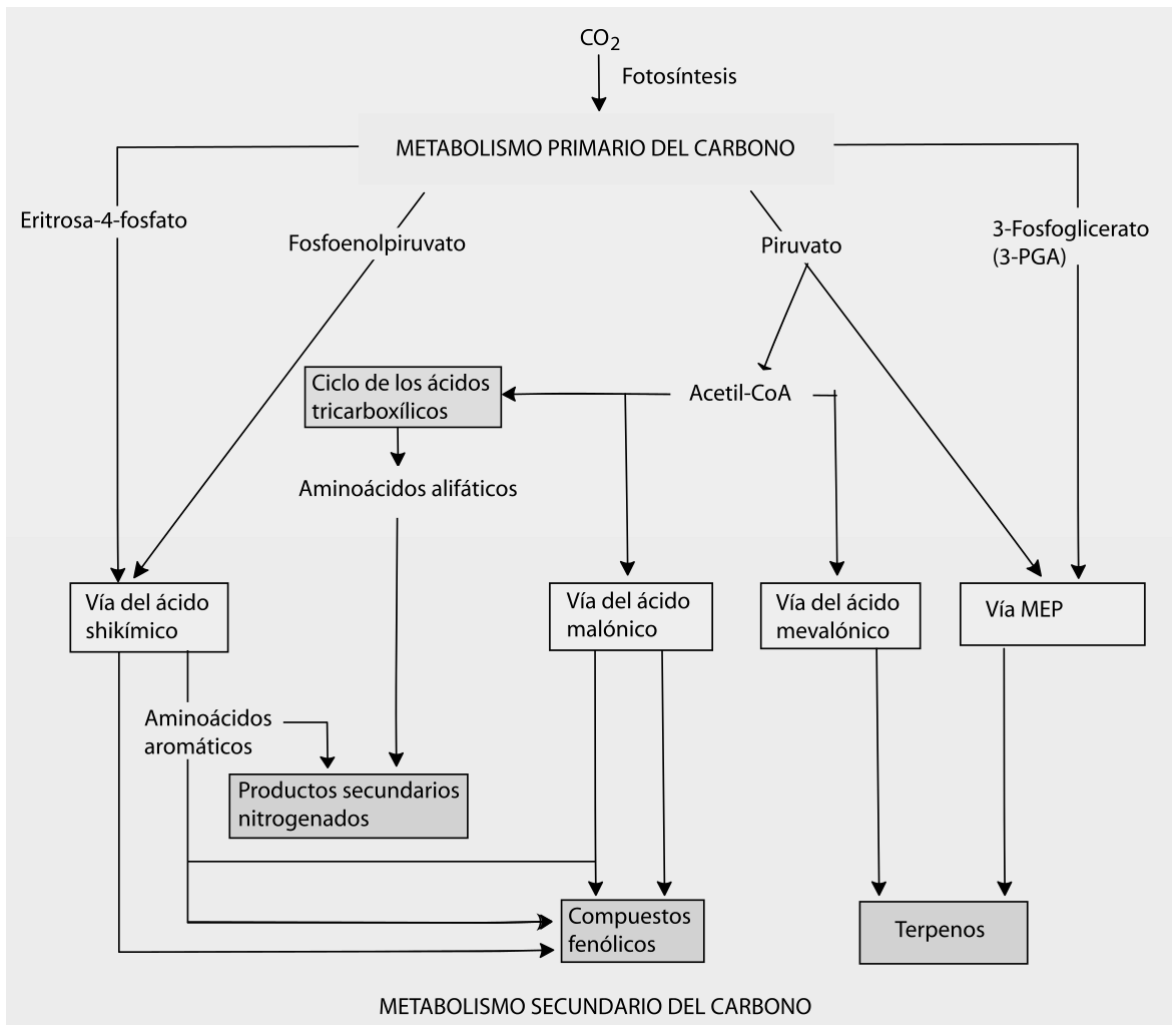 CO2
Fotosíntesis
METABOLISMO PRIMARIO DEL CARBONO
Eritrosa-4-fosfato
Fosfoenolpiruvato
Piruvato
3-Fosfoglicerato
(3-PGA)
Ciclo de los ácidos
tricarboxílicos
Acetil-CoA
Aminoácidos alifáticos
Vía del ácido
shikímico
Vía del ácido
malónico
Vía del ácido
mevalónico
Vía MEP
Aminoácidos
aromáticos
Productos secundarios
nitrogenados
Compuestos
fenólicos
Terpenos
METABOLISMO SECUNDARIO DEL CARBONO